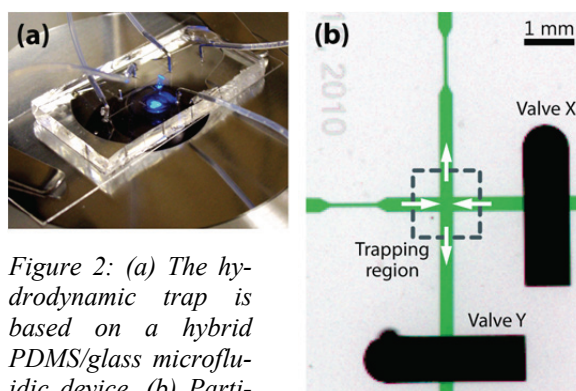 (a)
(b)
1 mm
2010
Valve X
Trapping
region
Valve Y
Figure 2: (a) The hy-
drodynamic trap is
based on a hybrid
PDMS/glass microflu-
idic device. (b) Parti-